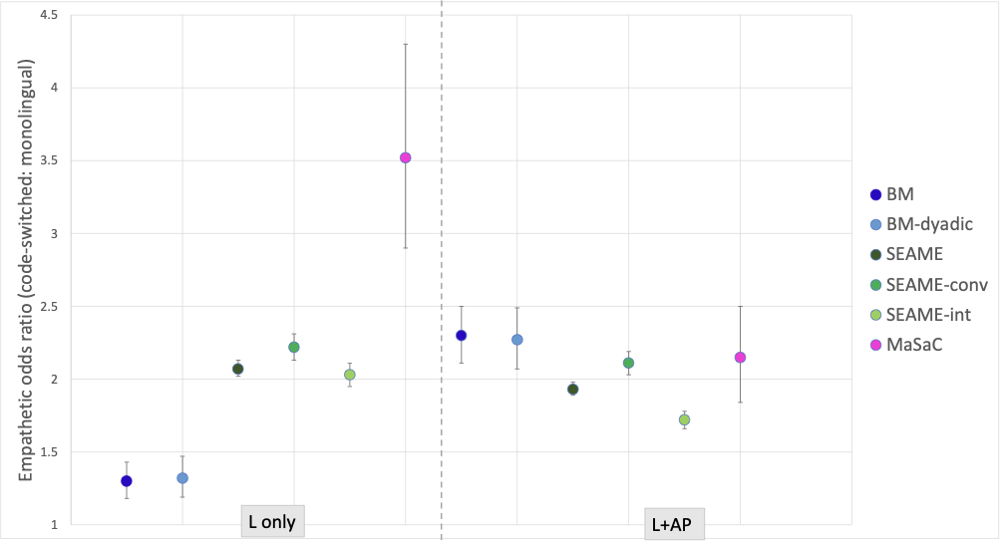 4.5
4
3.5
3
2.5
2
1.5
1
Empathetic odds ratio (code-switched: monolingual)
L only
L+AP
BM
BM-dyadic
SEAME
SEAME-conv
SEAME-int
MaSaC